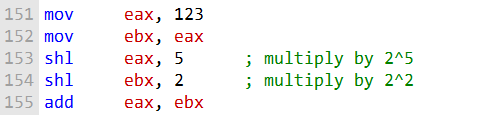 151 mov     eax, 123
152 mov     ebx, eax
153 shl     eax, 5      ; multiply by 2^5
154 shl     ebx, 2      ; multiply by 2^2
155 add     eax, ebx